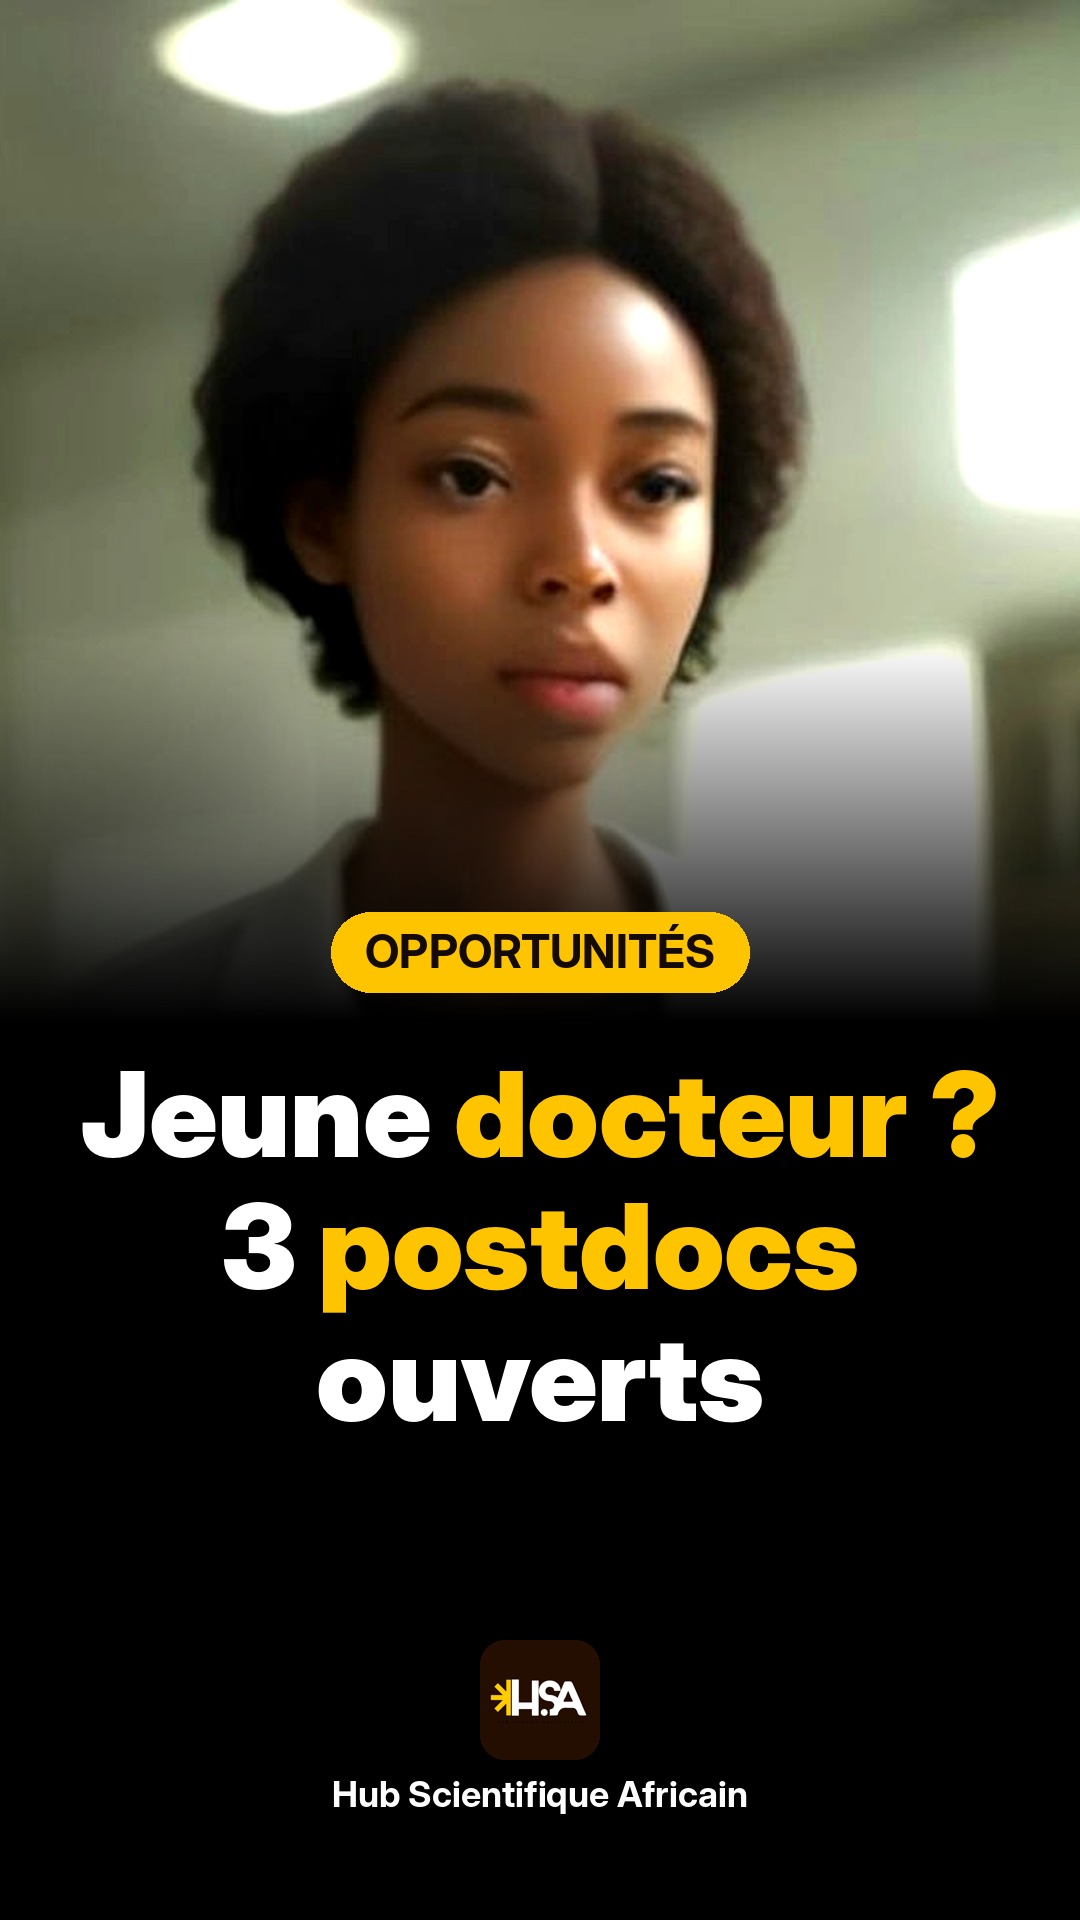 OPPORTUNITÉS
Jeune docteur ?
3 postdocs
ouverts
HSA
Hub Scientifique Africain